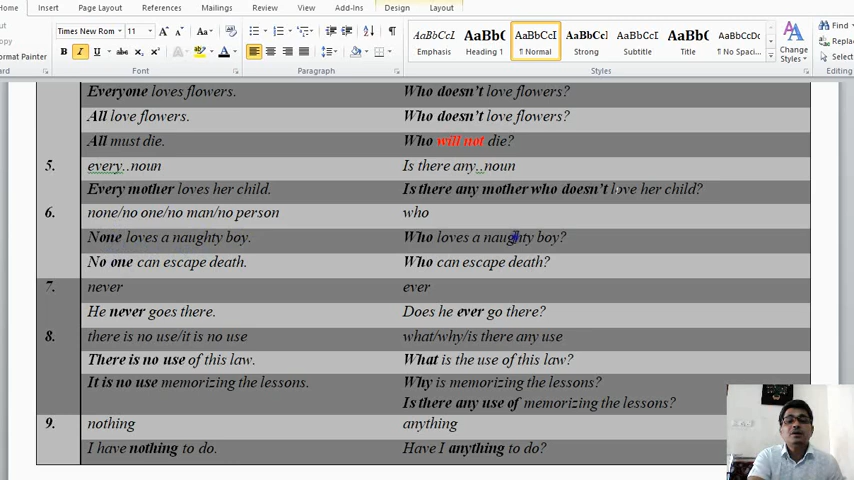 Home Insert Page Layout References Mailings Review View Add-Ins Design Layout
Times New Rom 11 Aa Find
Replac
Format Painter B I U abc x₂ x² A AaBbCcI AaBbC AaBbCcI AaBbCc AaBbCcI AaBb( AaBbCcDc Change Select
Emphasis Heading 1 ¶ Normal Strong Subtitle Title ¶ No Spaci... Styles
Font Paragraph Styles
Everyone loves flowers. Who doesn't love flowers?
All love flowers. Who doesn't love flowers?
All must die. Who will not die?
5. every..noun Is there any..noun
Every mother loves her child. Is there any mother who doesn't love her child?
6. none/no one/no man/no person who
None loves a naughty boy. Who loves a naughty boy?
No one can escape death. Who can escape death?
7. never ever
He never goes there. Does he ever go there?
8. there is no use/it is no use what/why/is there any use
There is no use of this law. What is the use of this law?
It is no use memorizing the lessons. Why is memorizing the lessons?
Is there any use of memorizing the lessons?
9. nothing anything
I have nothing to do. Have I anything to do?